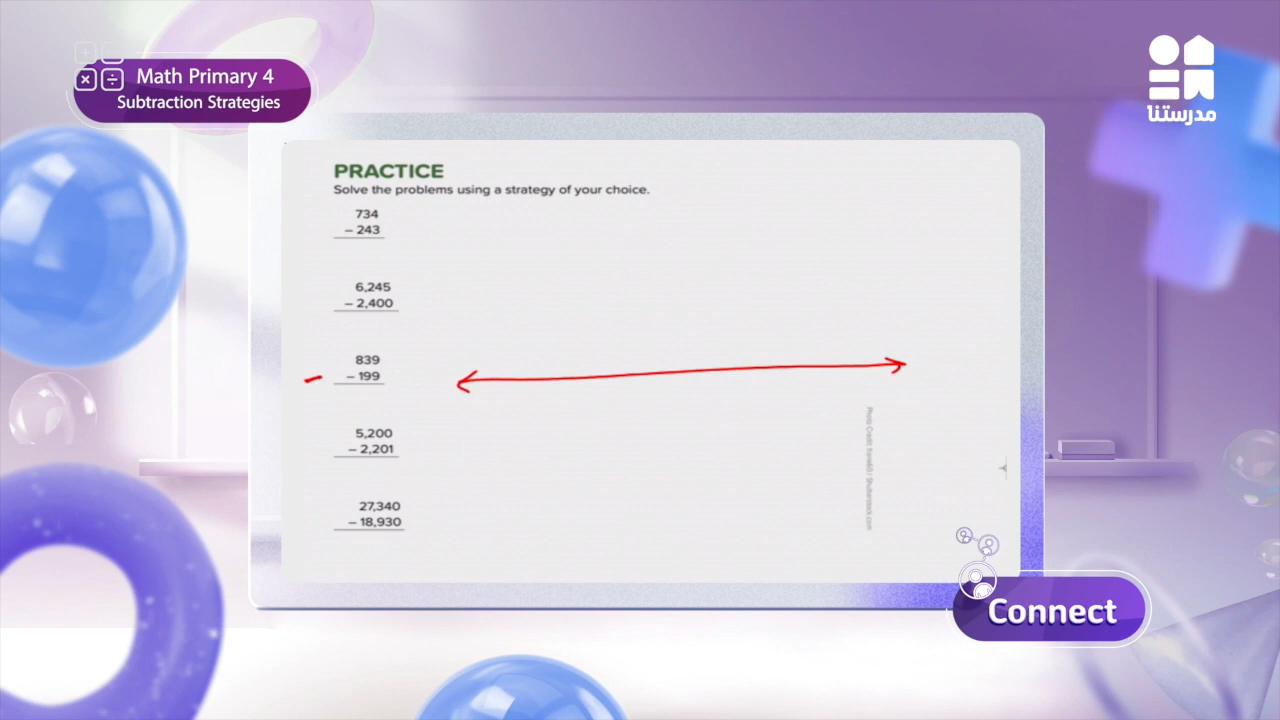 Math Primary 4
Subtraction Strategies
مدرستنا
PRACTICE
Solve the problems using a strategy of your choice.
734
– 243
6,245
– 2,400
839
– 199
5,200
– 2,201
27,340
– 18,930
Connect